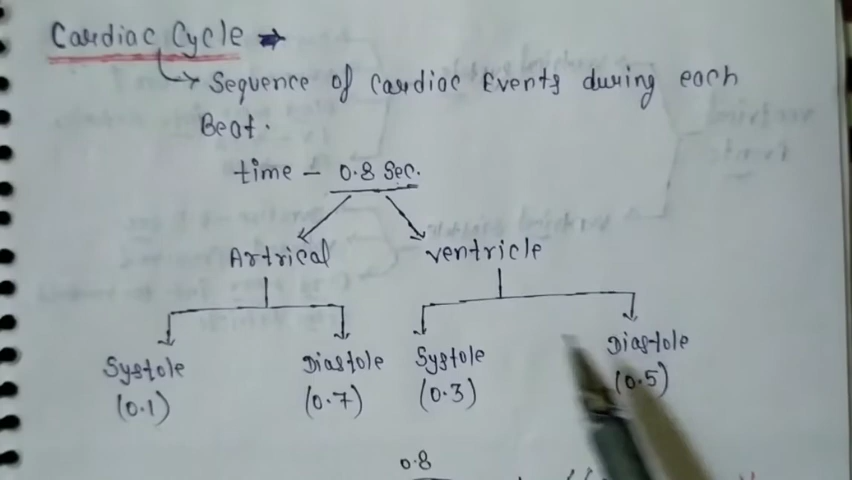 Cardiac Cycle →
↳ Sequence of Cardiac Events during each
Beat.
time – 0.8 Sec.
Artrical ventricle
Systole Diastole Systole Diastole
(0.1) (0.7) (0.3) (0.5)
0.8